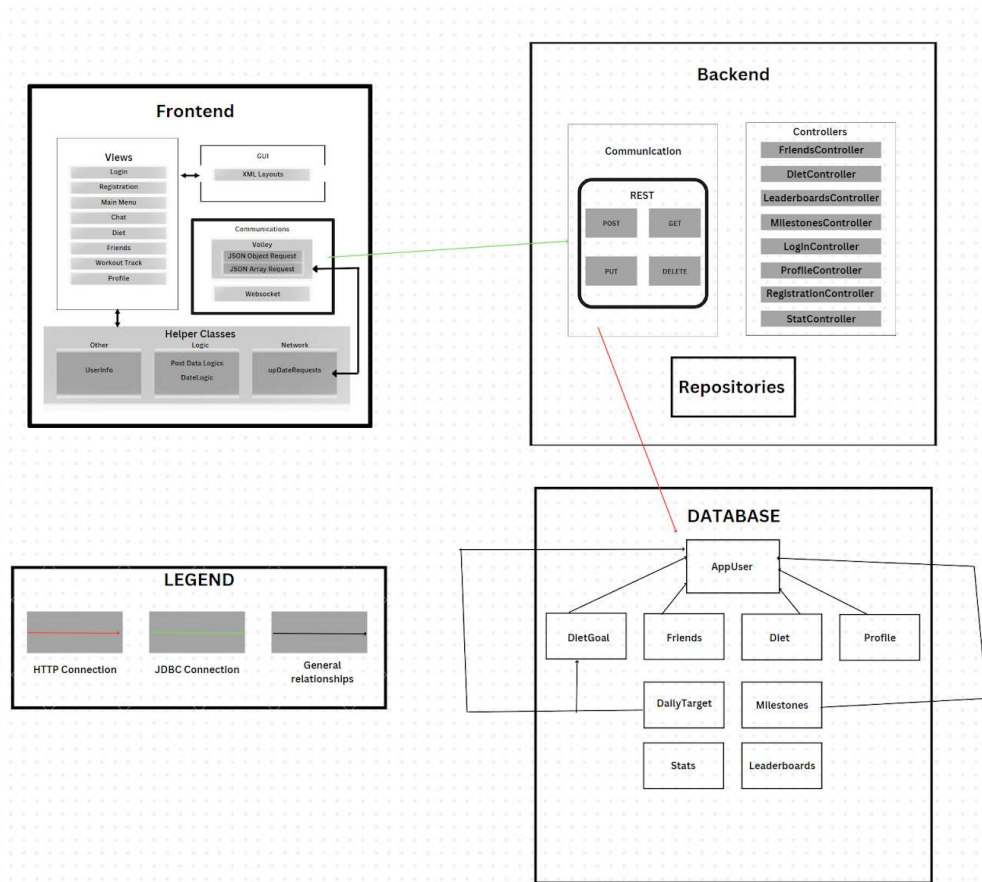 Frontend
Views
Login
Registration
Main Menu
Chat
Diet
Friends
Workout Track
Profile
GUI
XML Layouts
Communications
Volley
JSON Object Request
JSON Array Request
Websocket
Helper Classes
Other
UserInfo
Logic
Post Data Logics
DateLogic
Network
upDateRequests
Backend
Communication
REST
POST
GET
PUT
DELETE
Controllers
FriendsController
DietController
LeaderboardsController
MilestonesController
LoginController
ProfileController
RegistrationController
StatController
Repositories
LEGEND
HTTP Connection
JDBC Connection
General
relationships
DATABASE
AppUser
DietGoal
Friends
Diet
Profile
DailyTarget
Milestones
Stats
Leaderboards